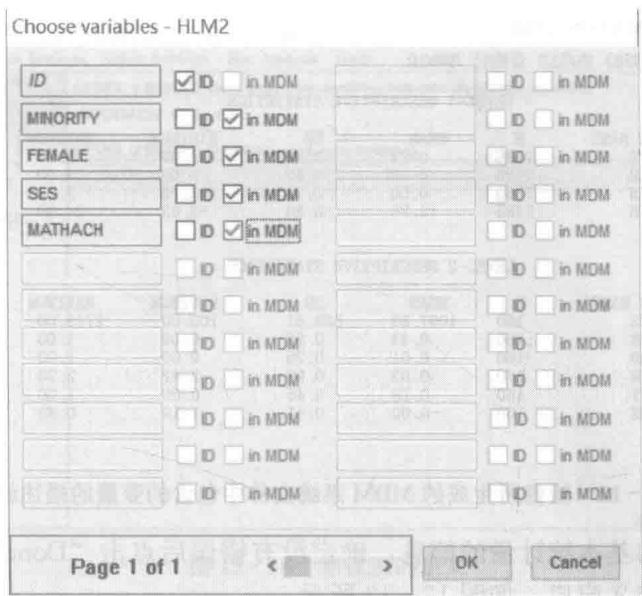 Choose variables - HLM2
ID ID in MDM ID in MDM
MINORITY ID in MDM ID in MDM
FEMALE ID in MDM ID in MDM
SES ID in MDM ID in MDM
MATHACH ID in MDM ID in MDM
ID in MDM ID in MDM
ID in MDM ID in MDM
ID in MDM ID in MDM
ID in MDM ID in MDM
ID in MDM ID in MDM
ID in MDM ID in MDM
ID in MDM ID in MDM
Page 1 of 1 < > OK Cancel